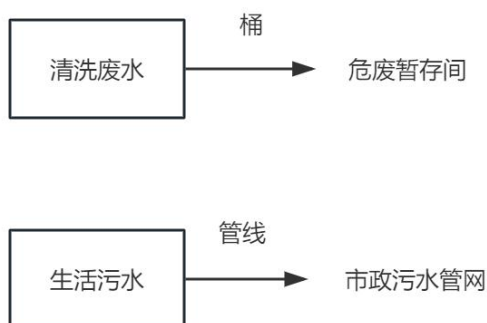 桶
清洗废水
危废暂存间
管线
生活污水
市政污水管网